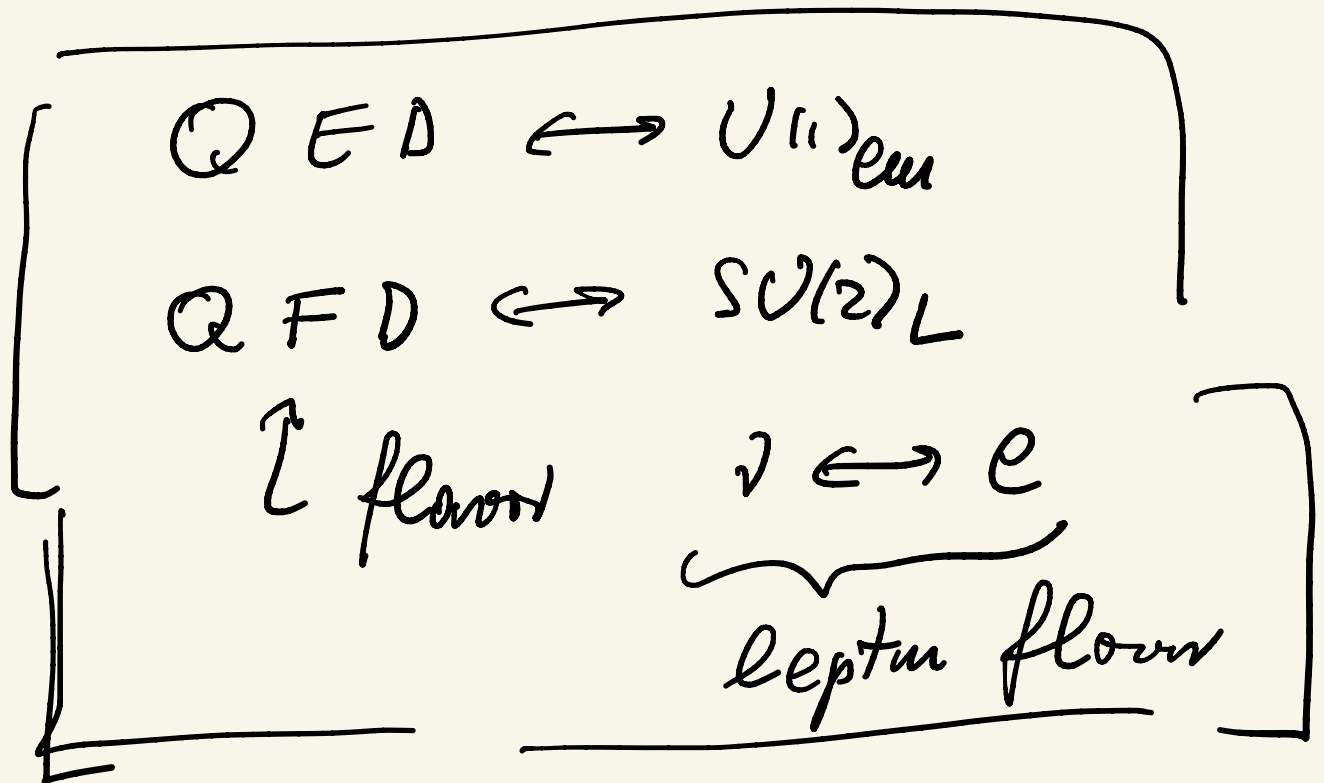 QED ↔ U(1)em
QFD ↔ SU(2)L
↑ flavor ν ↔ e
lepton flavor